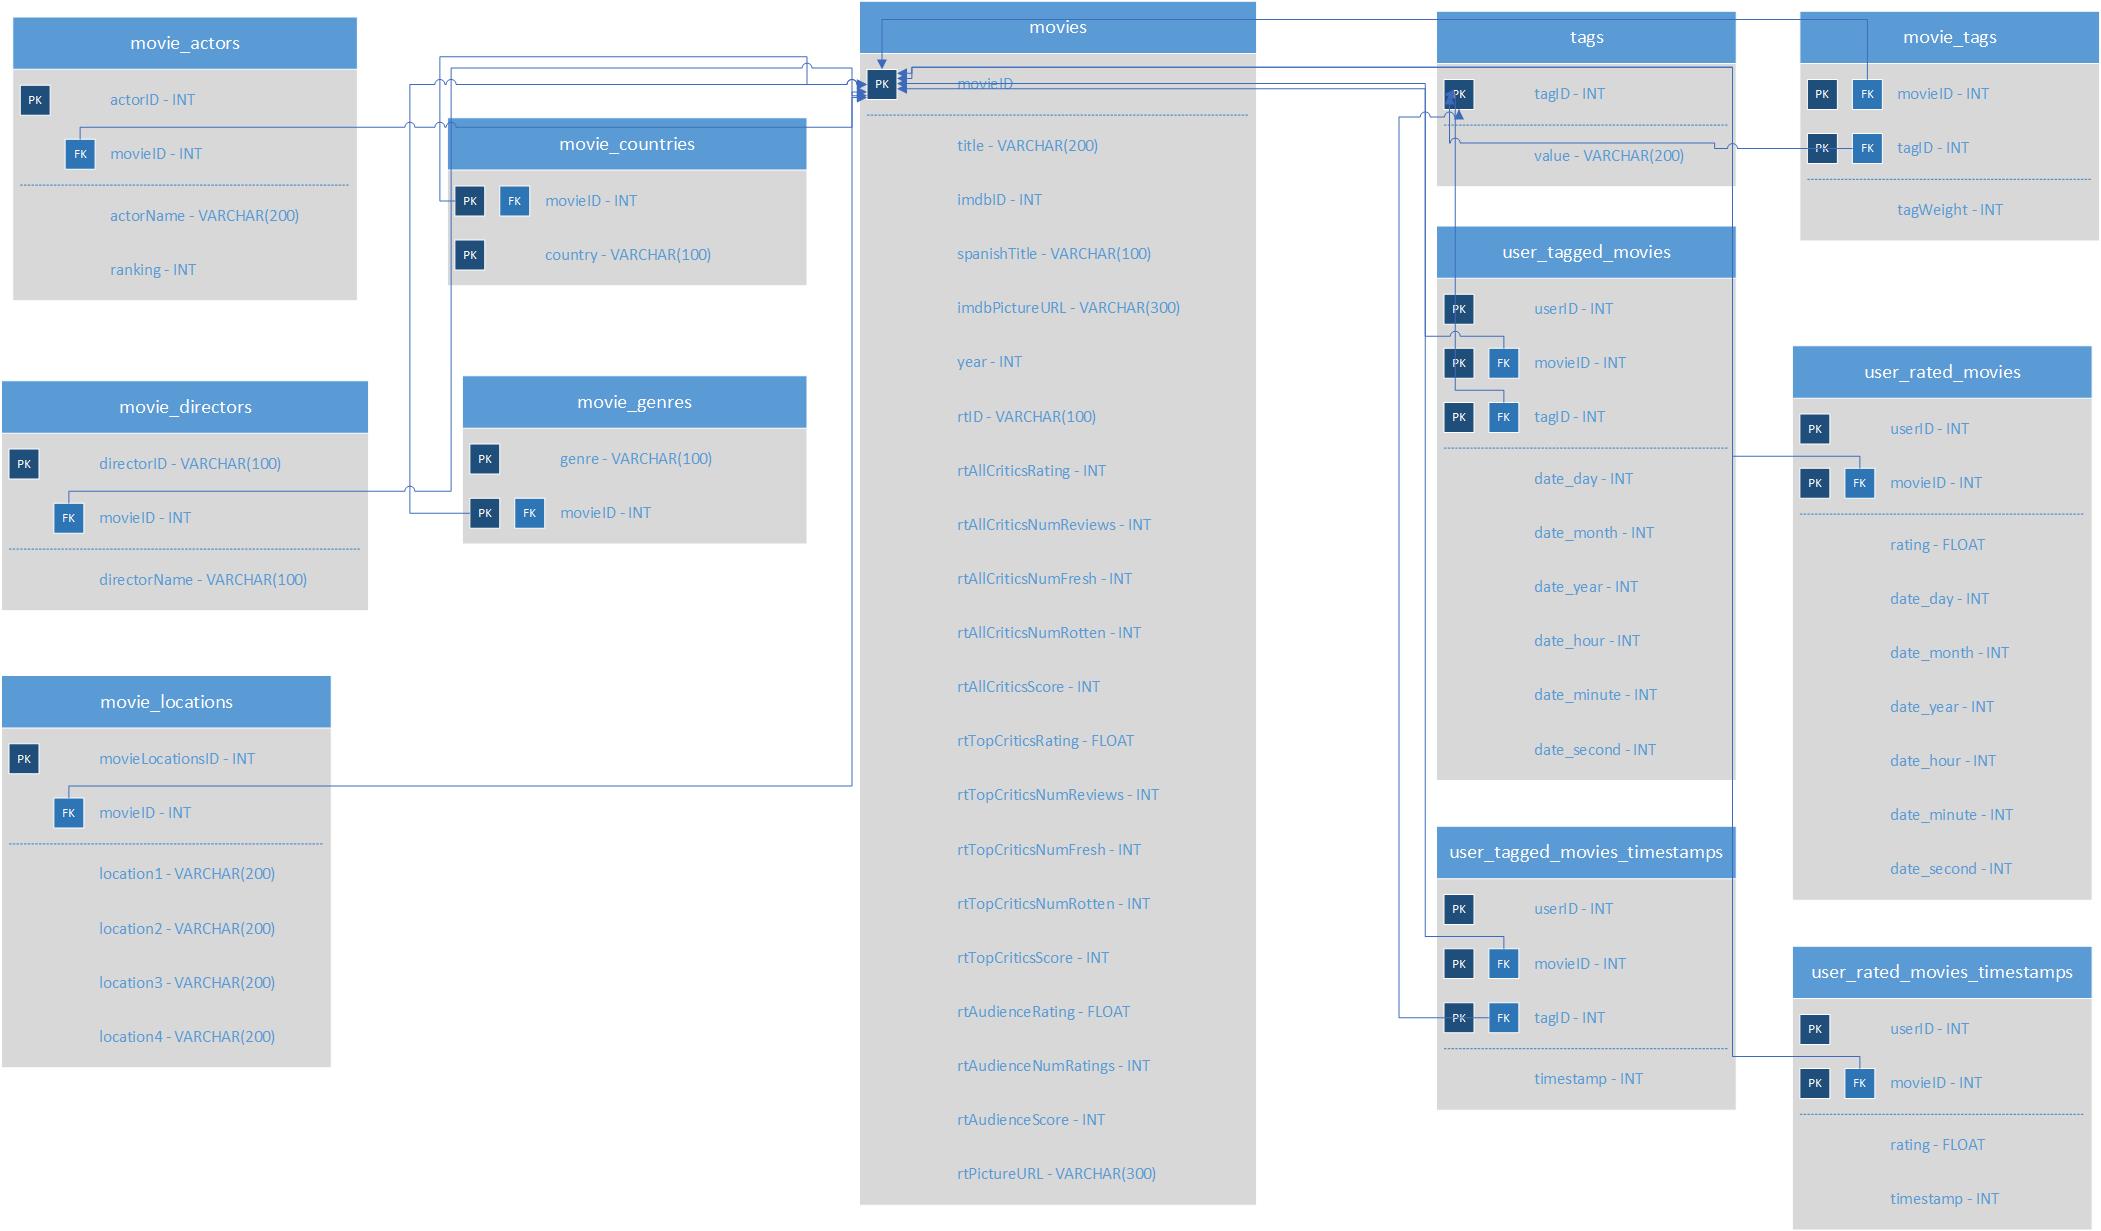 movie_actors
PK
actorID - INT
FK
movieID - INT
actorName - VARCHAR(200)
ranking - INT
movie_countries
PK
FK
movieID - INT
PK
country - VARCHAR(100)
movie_directors
PK
directorID - VARCHAR(100)
FK
movieID - INT
directorName - VARCHAR(100)
movie_genres
PK
genre - VARCHAR(100)
PK
FK
movieID - INT
movie_locations
PK
movieLocationsID - INT
FK
movieID - INT
location1 - VARCHAR(200)
location2 - VARCHAR(200)
location3 - VARCHAR(200)
location4 - VARCHAR(200)
movies
PK
movieID
title - VARCHAR(200)
imdbID - INT
spanishTitle - VARCHAR(100)
imdbPictureURL - VARCHAR(300)
year - INT
rtID - VARCHAR(100)
rtAllCriticsRating - INT
rtAllCriticsNumReviews - INT
rtAllCriticsNumFresh - INT
rtAllCriticsNumRotten - INT
rtAllCriticsScore - INT
rtTopCriticsRating - FLOAT
rtTopCriticsNumReviews - INT
rtTopCriticsNumFresh - INT
rtTopCriticsNumRotten - INT
rtTopCriticsScore - INT
rtAudienceRating - FLOAT
rtAudienceNumRatings - INT
rtAudienceScore - INT
rtPictureURL - VARCHAR(300)
tags
PK
tagID - INT
value - VARCHAR(200)
movie_tags
PK
FK
movieID - INT
PK
FK
tagID - INT
tagWeight - INT
user_tagged_movies
PK
userID - INT
PK
FK
movieID - INT
PK
FK
tagID - INT
date_day - INT
date_month - INT
date_year - INT
date_hour - INT
date_minute - INT
date_second - INT
user_rated_movies
PK
userID - INT
PK
FK
movieID - INT
rating - FLOAT
date_day - INT
date_month - INT
date_year - INT
date_hour - INT
date_minute - INT
date_second - INT
user_tagged_movies_timestamps
PK
userID - INT
PK
FK
movieID - INT
PK
FK
tagID - INT
timestamp - INT
user_rated_movies_timestamps
PK
userID - INT
PK
FK
movieID - INT
rating - FLOAT
timestamp - INT